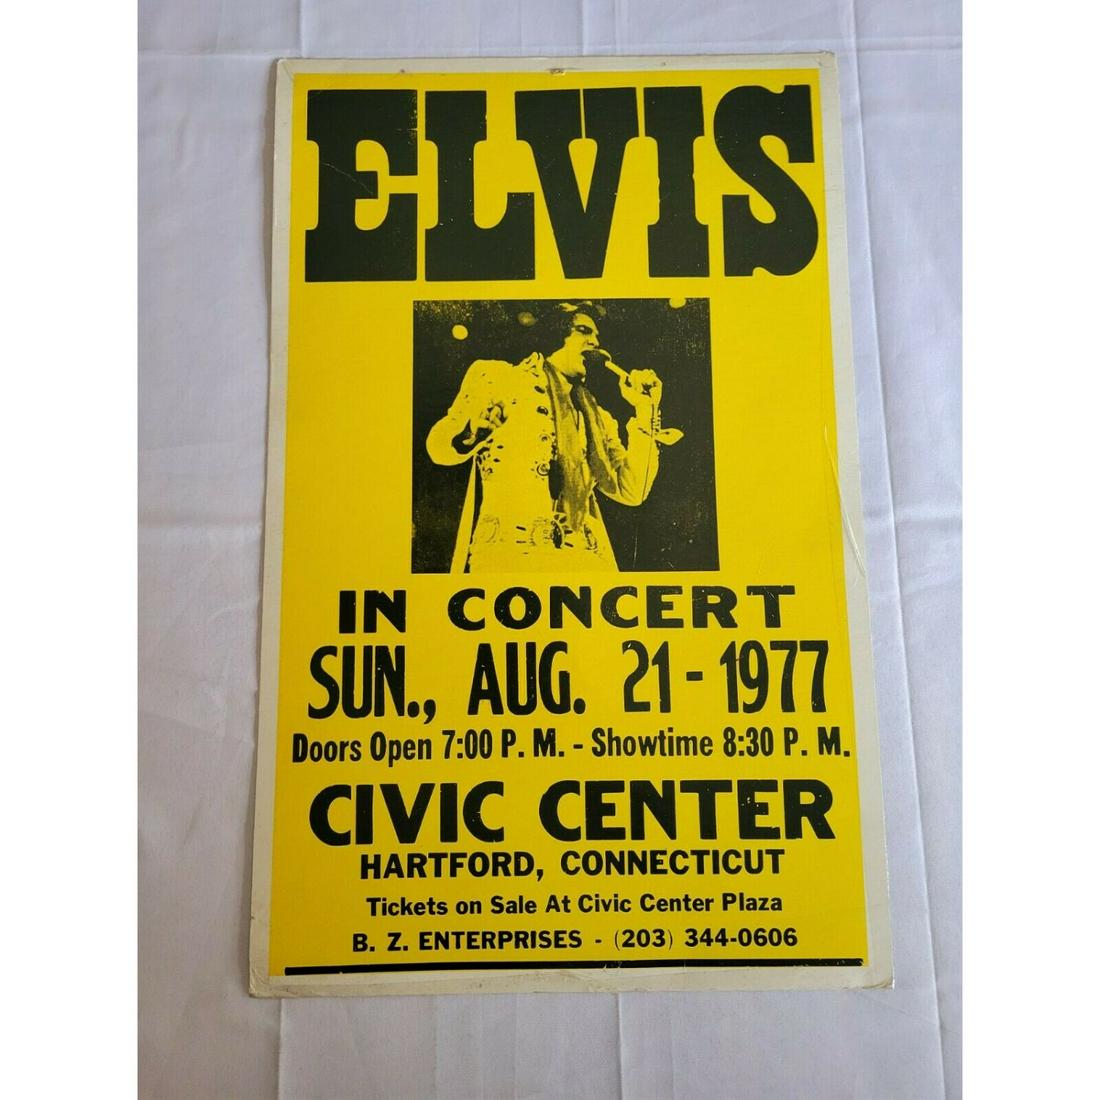 ELVIS
IN CONCERT
SUN., AUG. 21 - 1977
Doors Open 7:00 P. M. - Showtime 8:30 P. M.
CIVIC CENTER
HARTFORD, CONNECTICUT
Tickets on Sale At Civic Center Plaza
B. Z. ENTERPRISES - (203) 344-0606